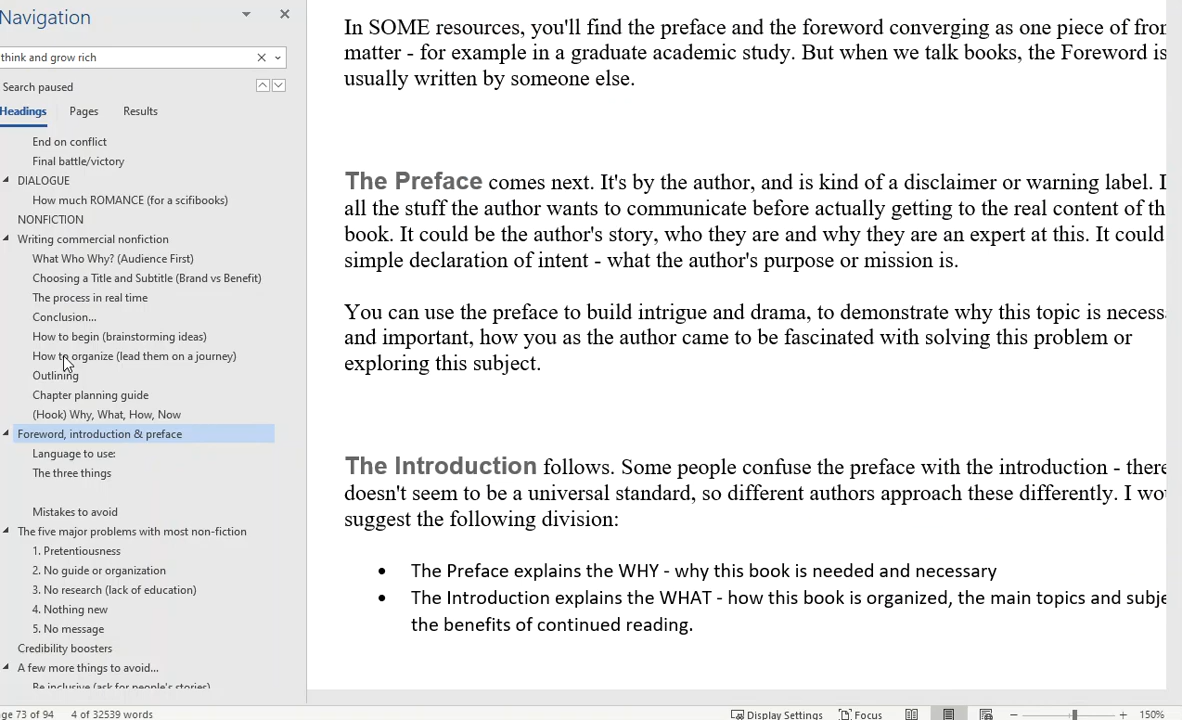 Navigation
think and grow rich
Search paused
Headings Pages Results
End on conflict
Final battle/victory
DIALOGUE
How much ROMANCE (for a scifibooks)
NONFICTION
Writing commercial nonfiction
What Who Why? (Audience First)
Choosing a Title and Subtitle (Brand vs Benefit)
The process in real time
Conclusion...
How to begin (brainstorming ideas)
How to organize (lead them on a journey)
Outlining
Chapter planning guide
(Hook) Why, What, How, Now
Foreword, introduction & preface
Language to use:
The three things
Mistakes to avoid
The five major problems with most non-fiction
1. Pretentiousness
2. No guide or organization
3. No research (lack of education)
4. Nothing new
5. No message
Credibility boosters
A few more things to avoid...
Be inclusive (ask for people's stories)
In SOME resources, you'll find the preface and the foreword converging as one piece of
matter - for example in a graduate academic study. But when we talk books, the Foreword is
usually written by someone else.
The Preface comes next. It's by the author, and is kind of a disclaimer or warning label.
all the stuff the author wants to communicate before actually getting to the real content of
book. It could be the author's story, who they are and why they are an expert at this. It could
simple declaration of intent - what the author's purpose or mission is.
You can use the preface to build intrigue and drama, to demonstrate why this topic is
and important, how you as the author came to be fascinated with solving this problem or
exploring this subject.
The Introduction follows. Some people confuse the preface with the introduction - there
doesn't seem to be a universal standard, so different authors approach these differently. I
suggest the following division:
• The Preface explains the WHY - why this book is needed and necessary
• The Introduction explains the WHAT - how this book is organized, the main topics and
the benefits of continued reading.
73 of 94 4 of 32539 words Display Settings Focus 150%